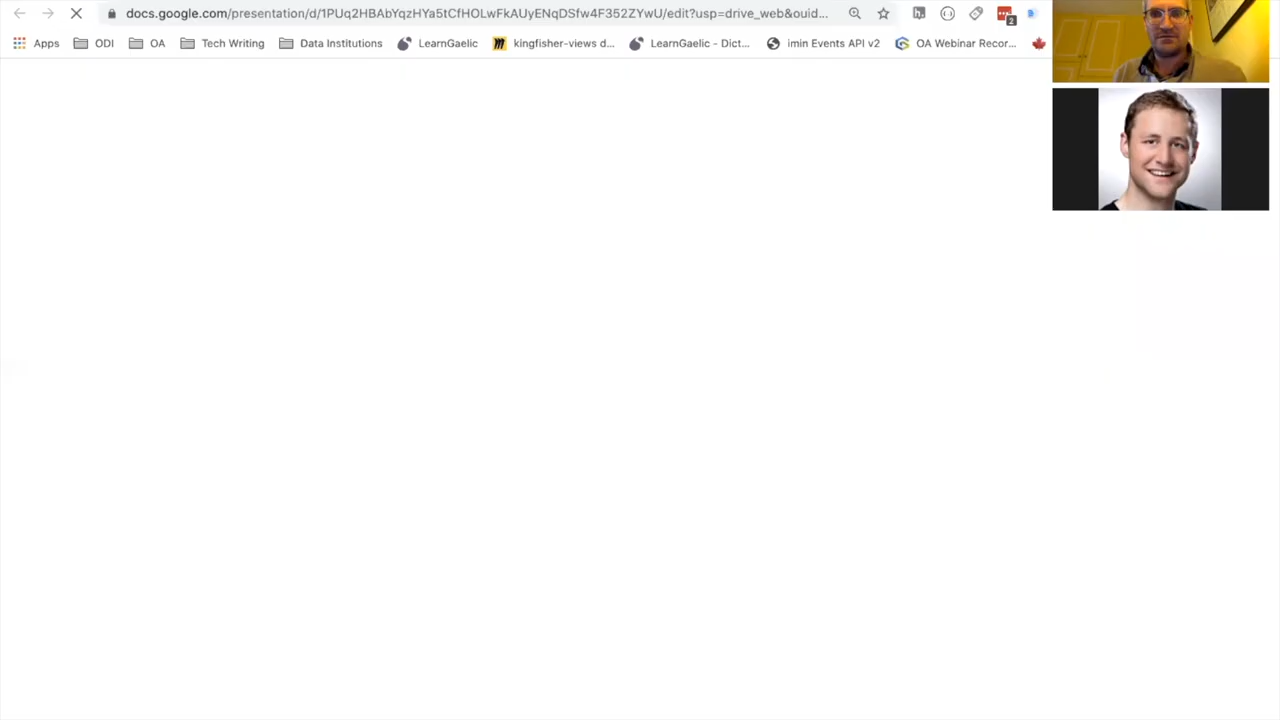 docs.google.com/presentation/d/1PUq2HBAbYqzHYa5tCfHOLwFkAUyENqDSfw4F352ZYwU/edit?usp=drive_web&ouid...
2
Apps ODI OA Tech Writing Data Institutions LearnGaelic kingfisher-views d... LearnGaelic - Dict... imin Events API v2 OA Webinar Recor...